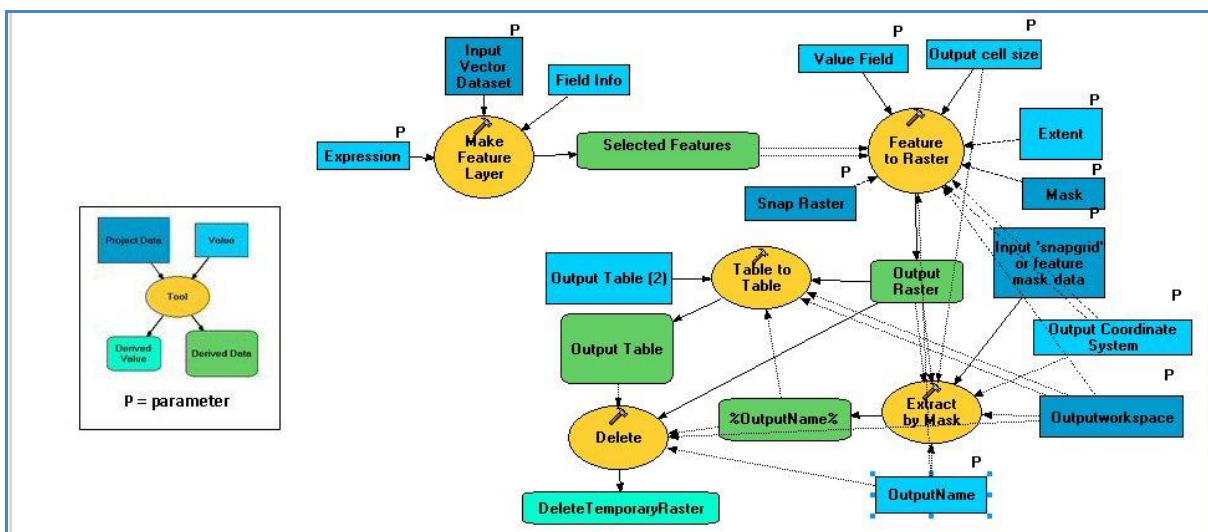 P
Input
Vector
Dataset
Field Info
P
Expression
Make
Feature
Layer
Selected Features
P
Value Field
P
Output cell size
Feature
to Raster
P
Extent
P
Mask
P
Snap Raster
P
Input 'snapgrid'
or feature
mask data
Output Table (2)
Table to
Table
Output
Raster
P
Output Coordinate
System
Output Table
P
Outputworkspace
%OutputName%
Extract
by Mask
Delete
P
OutputName
DeleteTemporaryRaster
Project Data
Value
Tool
Derived
Value
Derived Data
P = parameter